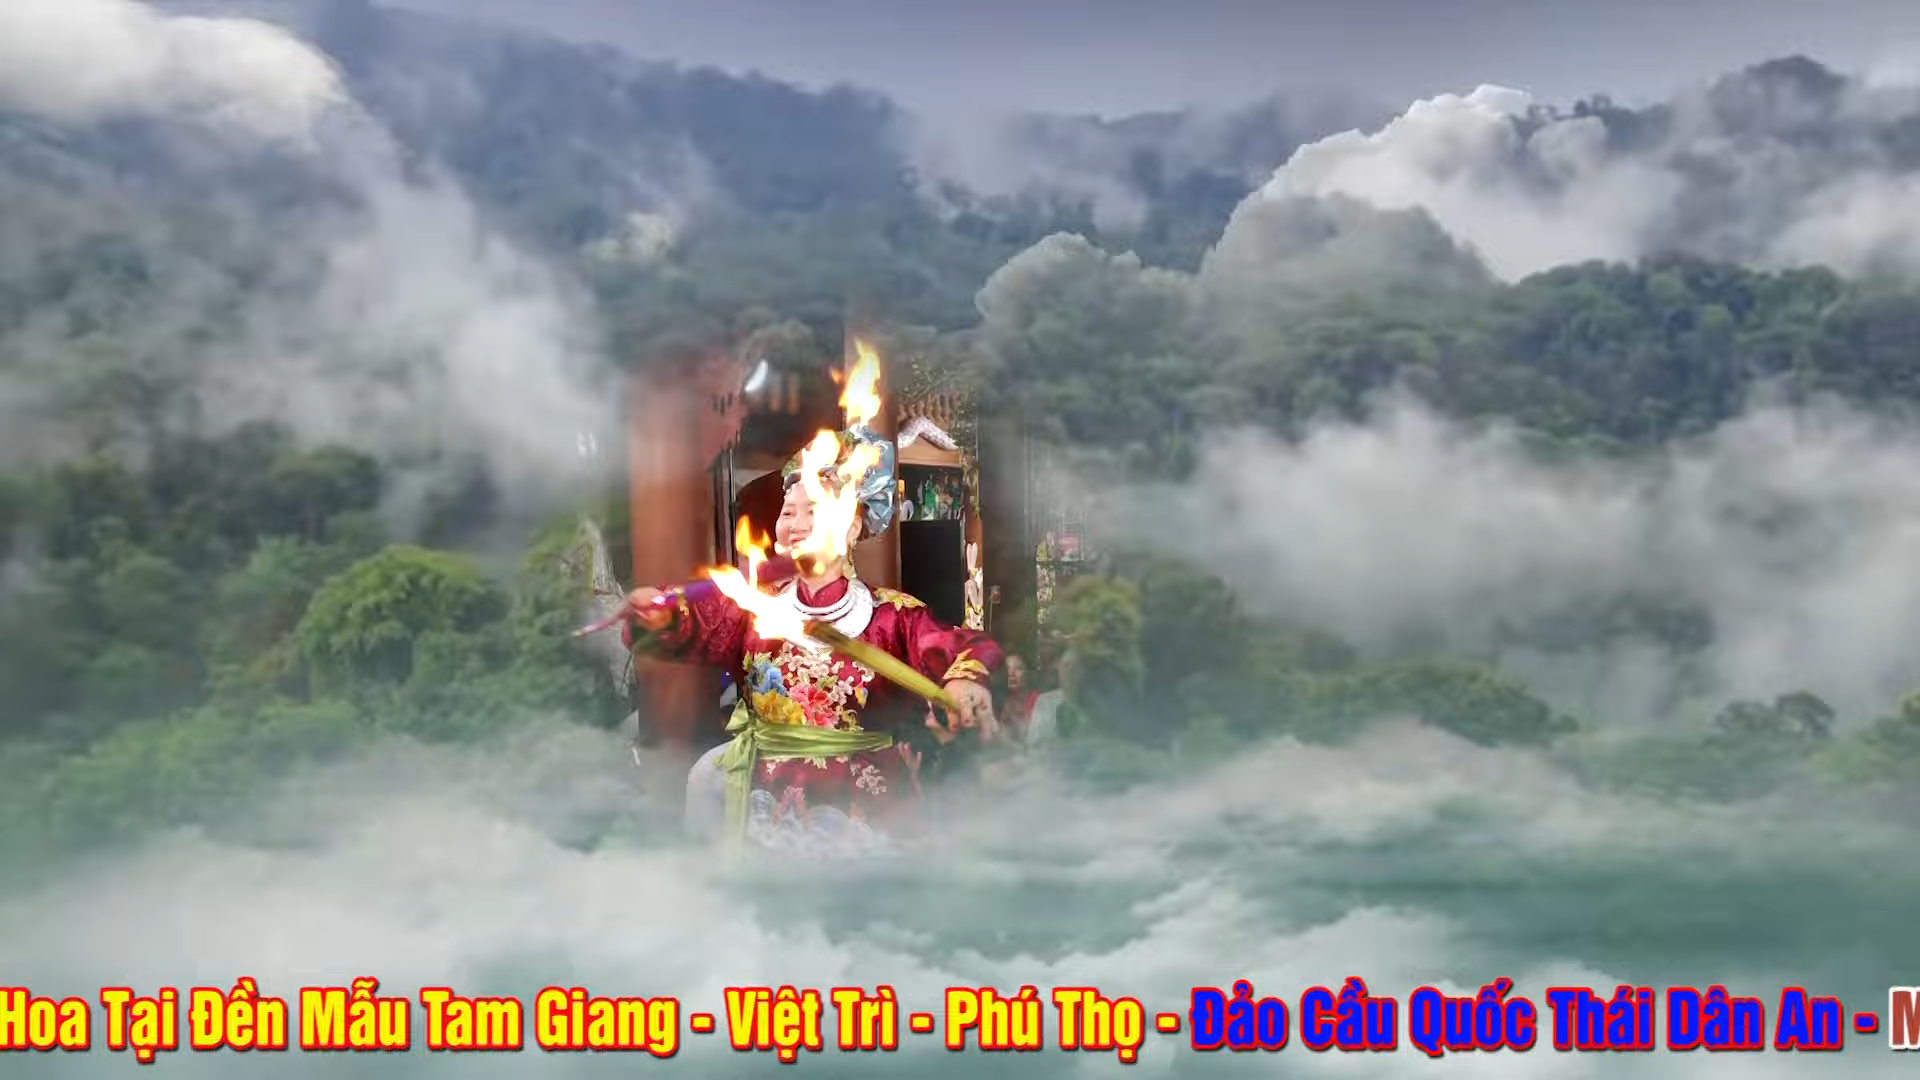 Hoa Tại Đền Mẫu Tam Giang - Việt Trì - Phú Thọ - Đảo Cầu Quốc Thái Dân An - M